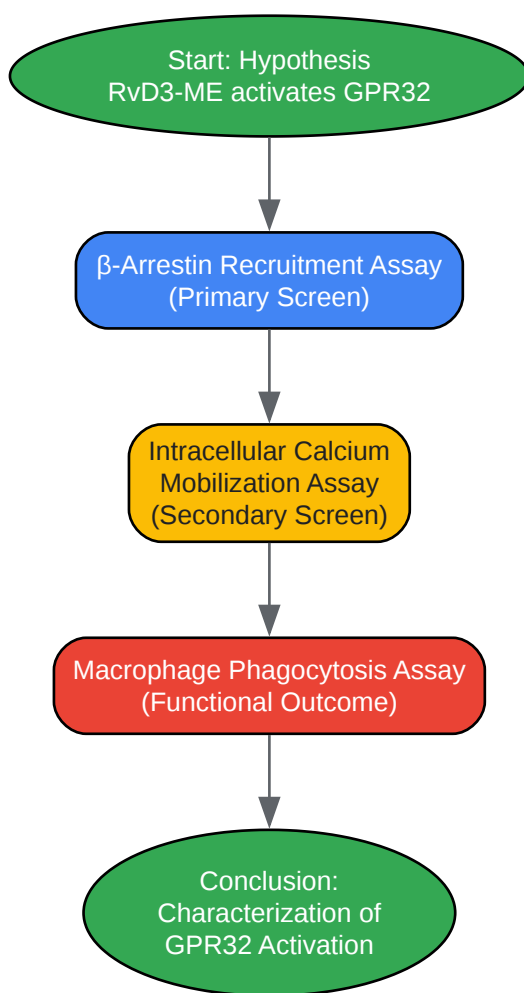 Start: Hypothesis
RvD3-ME activates GPR32
β-Arrestin Recruitment Assay
(Primary Screen)
Intracellular Calcium
Mobilization Assay
(Secondary Screen)
Macrophage Phagocytosis Assay
(Functional Outcome)
Conclusion:
Characterization of
GPR32 Activation